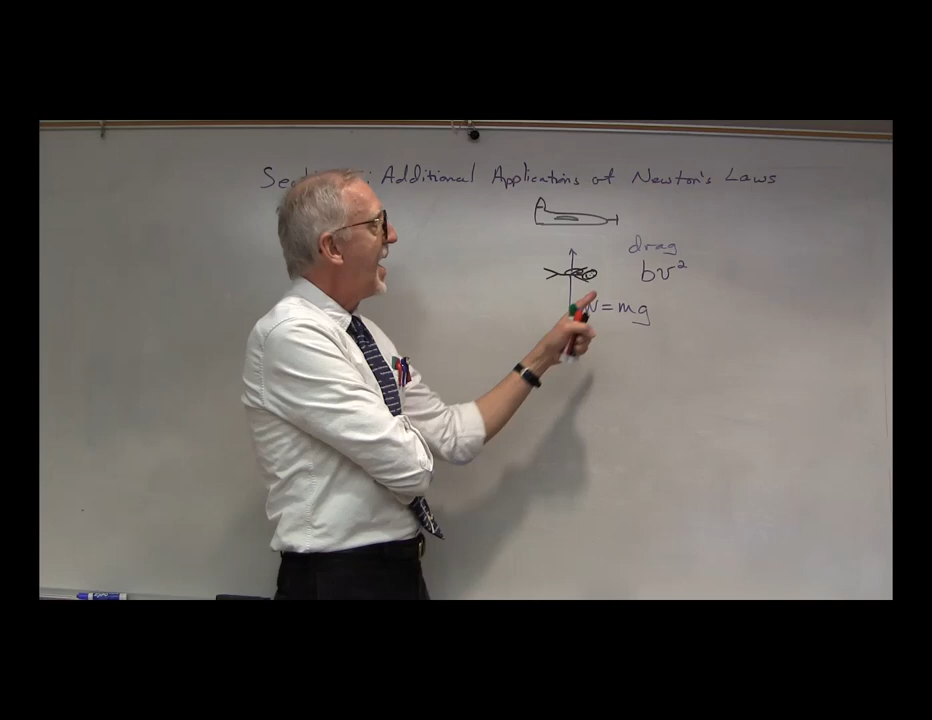 Additional Applications of Newton's Laws
drag
bv²
= mg